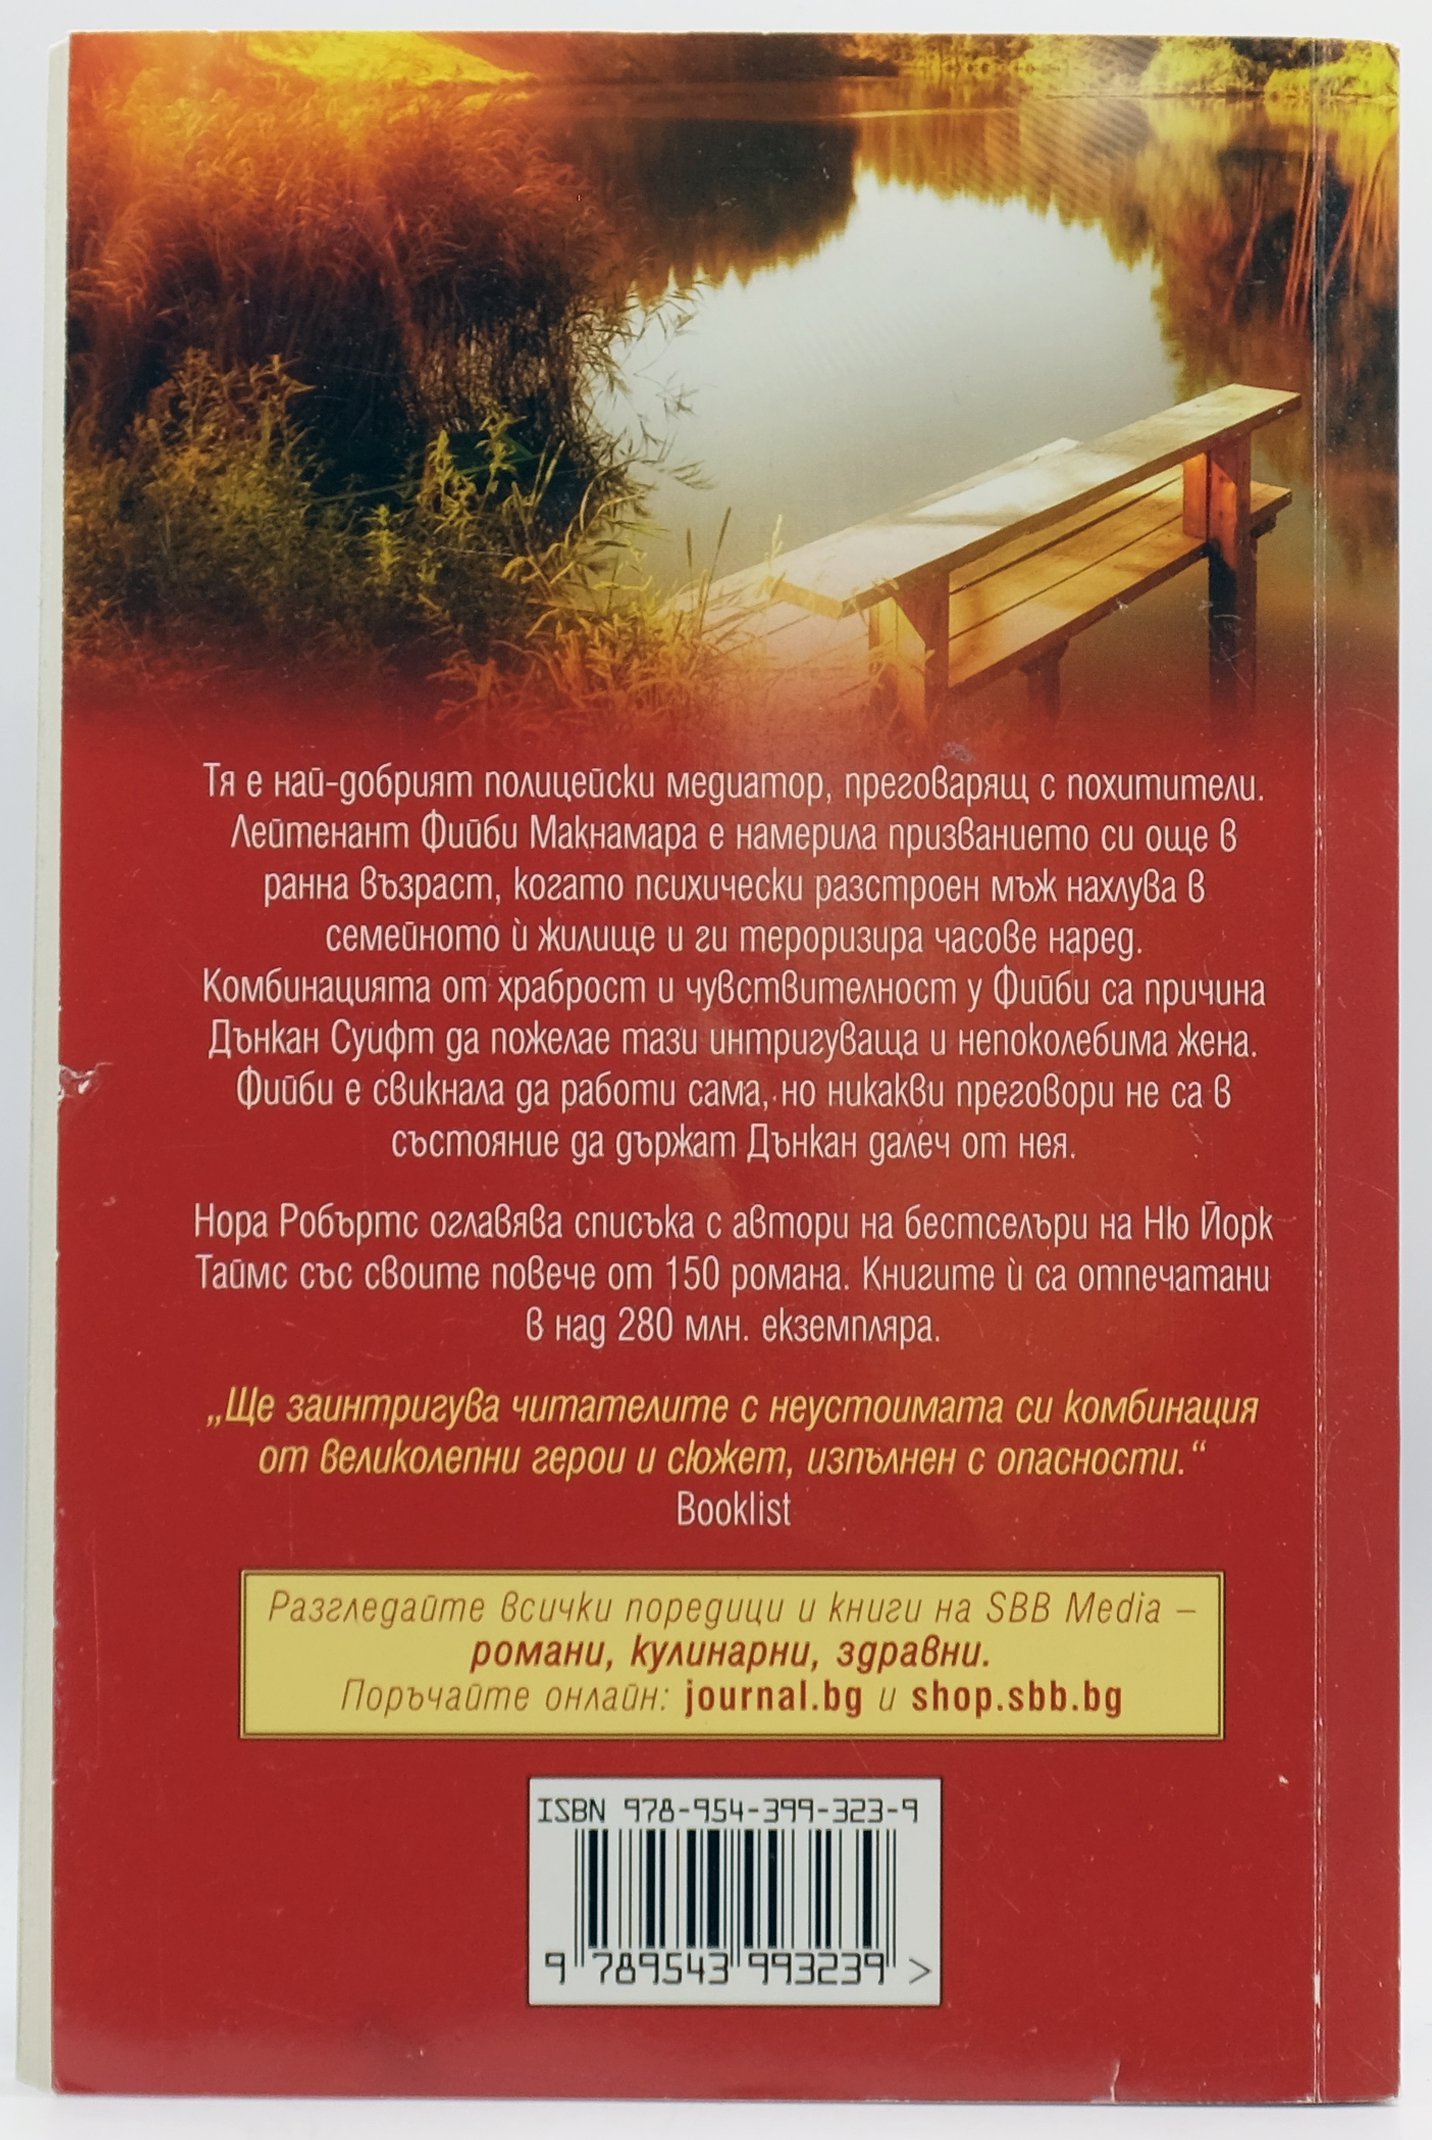 Тя е най-добрият полицейски медиатор, преговарящ с похитители.
Лейтенант Фийби Макнамара е намерила призванието си още в
ранна възраст, когато психически разстроен мъж нахлува в
семейното ѝ жилище и ги тероризира часове наред.
Комбинацията от храброст и чувствителност у Фийби са причина
Дънкан Суифт да пожелае тази интригуваща и непоколебима жена.
Фийби е свикнала да работи сама, но никакви преговори не са в
състояние да държат Дънкан далеч от нея.
Нора Робъртс оглавява списъка с автори на бестселъри на Ню Йорк
Таймс със своите повече от 150 романа. Книгите ѝ са отпечатани
в над 280 млн. екземпляра.
„Ще заинтригува читателите с неустоимата си комбинация
от великолепни герои и сюжет, изпълнен с опасности.“
Booklist
Разгледайте всички поредици и книги на SBB Media –
романи, кулинарни, здравни.
Поръчайте онлайн: journal.bg и shop.sbb.bg
ISBN 978-954-399-323-9
9 789543 993239 >